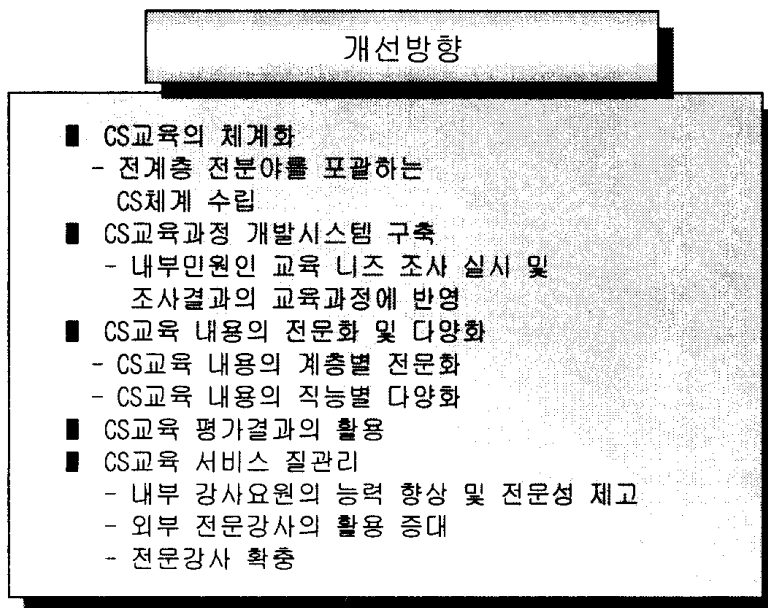 개선방향
■ CS교육의 체계화
- 전계층 전분야를 포괄하는
CS체계 수립
■ CS교육과정 개발시스템 구축
- 내부민원인 교육 니즈 조사 실시 및
조사결과의 교육과정에 반영
■ CS교육 내용의 전문화 및 다양화
- CS교육 내용의 계층별 전문화
- CS교육 내용의 직능별 다양화
■ CS교육 평가결과의 활용
■ CS교육 서비스 질관리
- 내부 강사요원의 능력 향상 및 전문성 제고
- 외부 전문강사의 활용 증대
- 전문강사 확충